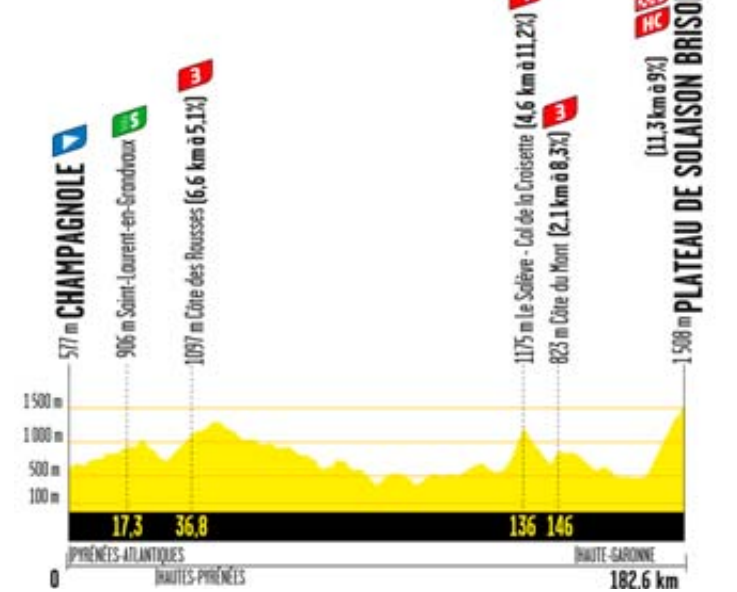 577 m CHAMPAGNOLE
S
906 m Saint-Laurent-en-Grandvaux
3
1097 m Côte des Rousses (6,6 km à 5,1%)
1175 m Le Salève - Col de la Croisette (4,6 km à 11,2%)
3
823 m Côte du Mont (2,1 km à 8,3%)
HC
(11,3 km à 9%)
1 508 m PLATEAU DE SOLAISON BRISO
1 500 m
1 000 m
500 m
100 m
17,3 36,8 136 146
PYRÉNÉES-ATLANTIQUES HAUTE-GARONNE
0 HAUTES-PYRÉNÉES 182,6 km